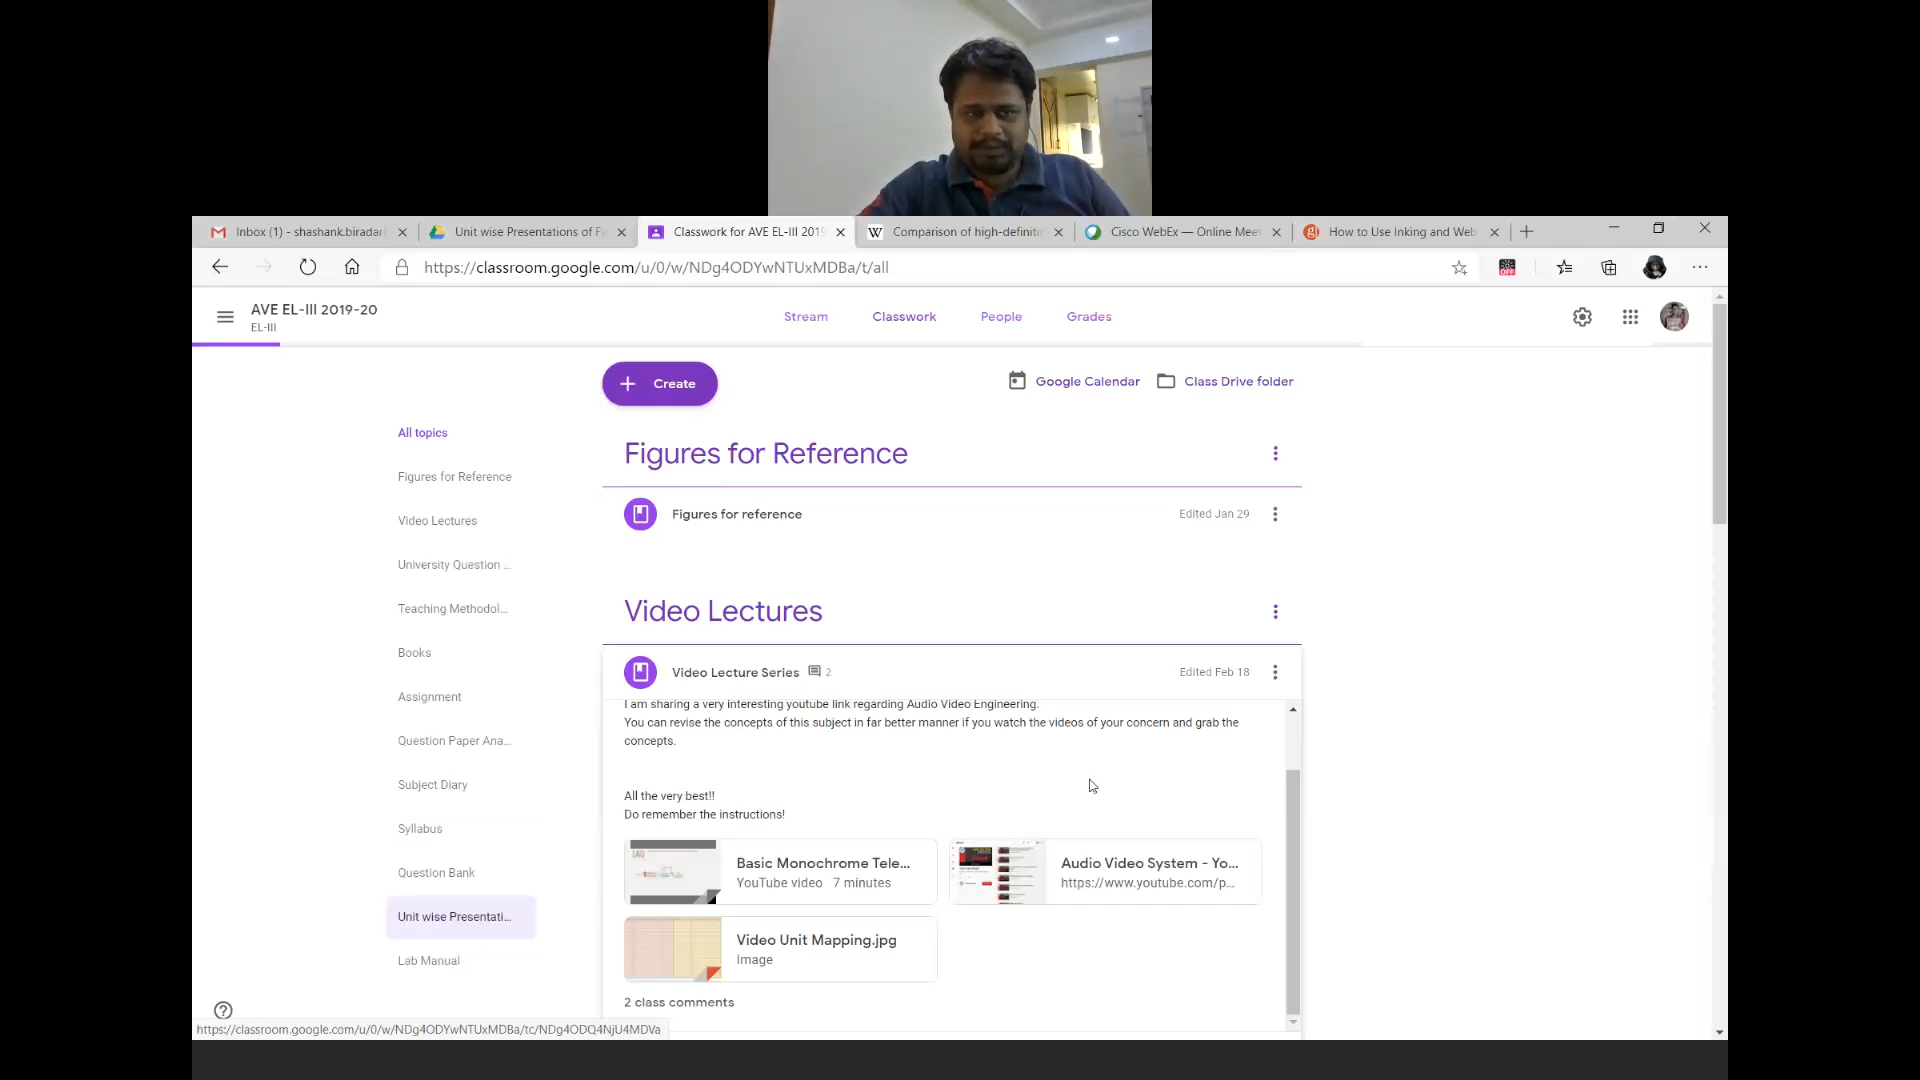 Inbox (1) - shashank.biradar
Unit wise Presentations of Fa
Classwork for AVE EL-III 2019
Comparison of high-definiti
Cisco WebEx — Online Meet
How to Use Inking and Web
https://classroom.google.com/u/0/w/NDg4ODYwNTUxMDBa/t/all
OFF
AVE EL-III 2019-20
EL-III
Stream
Classwork
People
Grades
Create
Google Calendar
Class Drive folder
All topics
Figures for Reference
Video Lectures
University Question ...
Teaching Methodol...
Books
Assignment
Question Paper Ana...
Subject Diary
Syllabus
Question Bank
Unit wise Presentati...
Lab Manual
Figures for Reference
Figures for reference
Edited Jan 29
Video Lectures
Video Lecture Series
2
Edited Feb 18
I am sharing a very interesting youtube link regarding Audio Video Engineering.
You can revise the concepts of this subject in far better manner if you watch the videos of your concern and grab the
concepts.
All the very best!!
Do remember the instructions!
Basic Monochrome Tele...
YouTube video 7 minutes
Audio Video System - Yo...
https://www.youtube.com/p...
Video Unit Mapping.jpg
Image
2 class comments
https://classroom.google.com/u/0/w/NDg4ODYwNTUxMDBa/tc/NDg4ODQ4NjU4MDVa